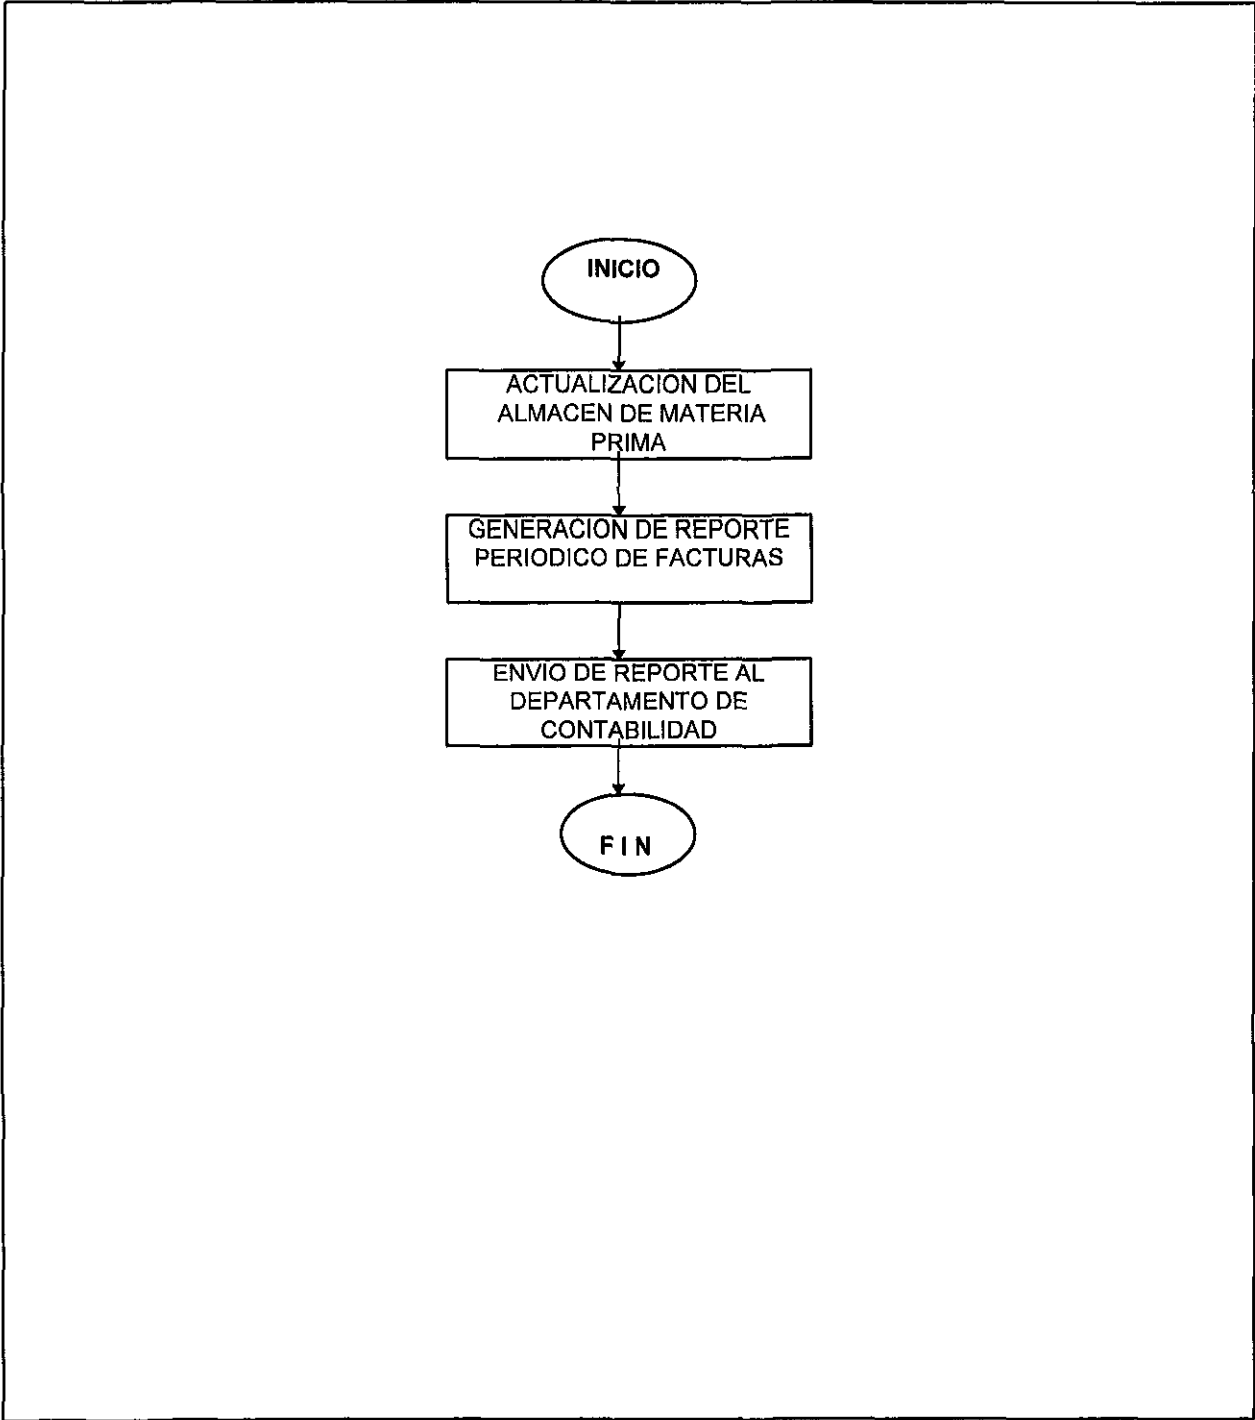 INICIO
ACTUALIZACION DEL
ALMACEN DE MATERIA
PRIMA
GENERACION DE REPORTE
PERIODICO DE FACTURAS
ENVIO DE REPORTE AL
DEPARTAMENTO DE
CONTABILIDAD
F I N